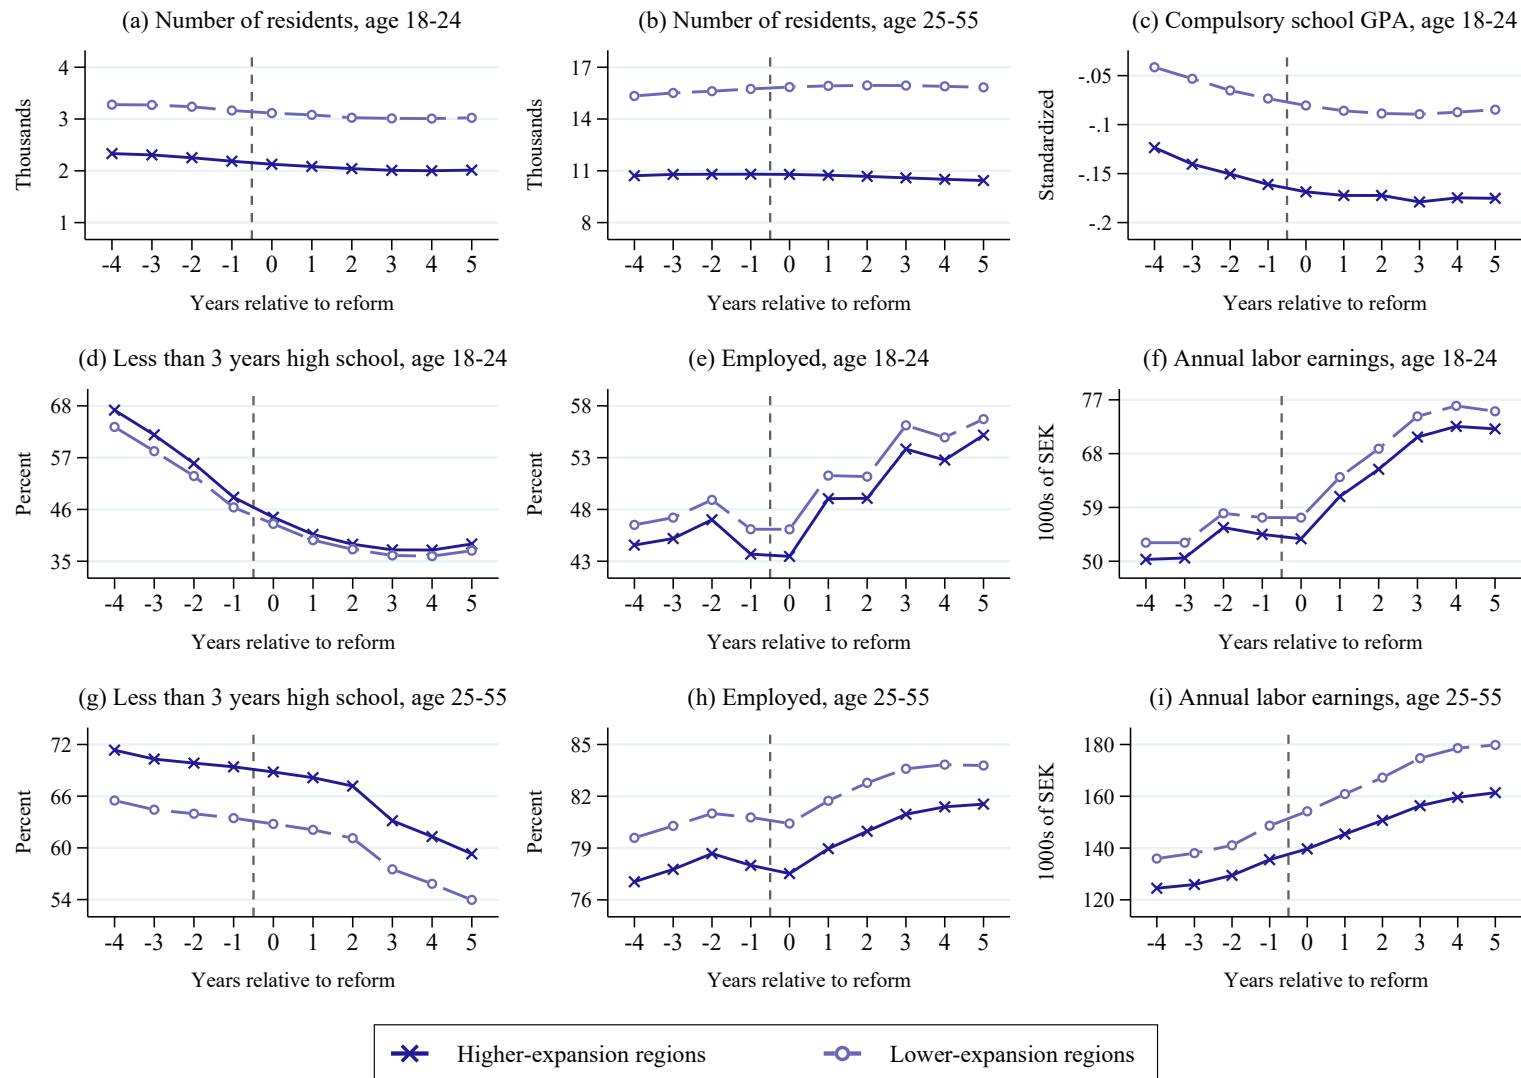 (a) Number of residents, age 18-24
(b) Number of residents, age 25-55
(c) Compulsory school GPA, age 18-24
Thousands
4
3
2
1
-4 -3 -2 -1 0 1 2 3 4 5
Years relative to reform
Thousands
17
14
11
8
-4 -3 -2 -1 0 1 2 3 4 5
Years relative to reform
Standardized
-.05
-.1
-.15
-.2
-4 -3 -2 -1 0 1 2 3 4 5
Years relative to reform
(d) Less than 3 years high school, age 18-24
(e) Employed, age 18-24
(f) Annual labor earnings, age 18-24
Percent
68
57
46
35
-4 -3 -2 -1 0 1 2 3 4 5
Years relative to reform
Percent
58
53
48
43
-4 -3 -2 -1 0 1 2 3 4 5
Years relative to reform
1000s of SEK
77
68
59
50
-4 -3 -2 -1 0 1 2 3 4 5
Years relative to reform
(g) Less than 3 years high school, age 25-55
(h) Employed, age 25-55
(i) Annual labor earnings, age 25-55
Percent
72
66
60
54
-4 -3 -2 -1 0 1 2 3 4 5
Years relative to reform
Percent
85
82
79
76
-4 -3 -2 -1 0 1 2 3 4 5
Years relative to reform
1000s of SEK
180
160
140
120
-4 -3 -2 -1 0 1 2 3 4 5
Years relative to reform
Higher-expansion regions
Lower-expansion regions